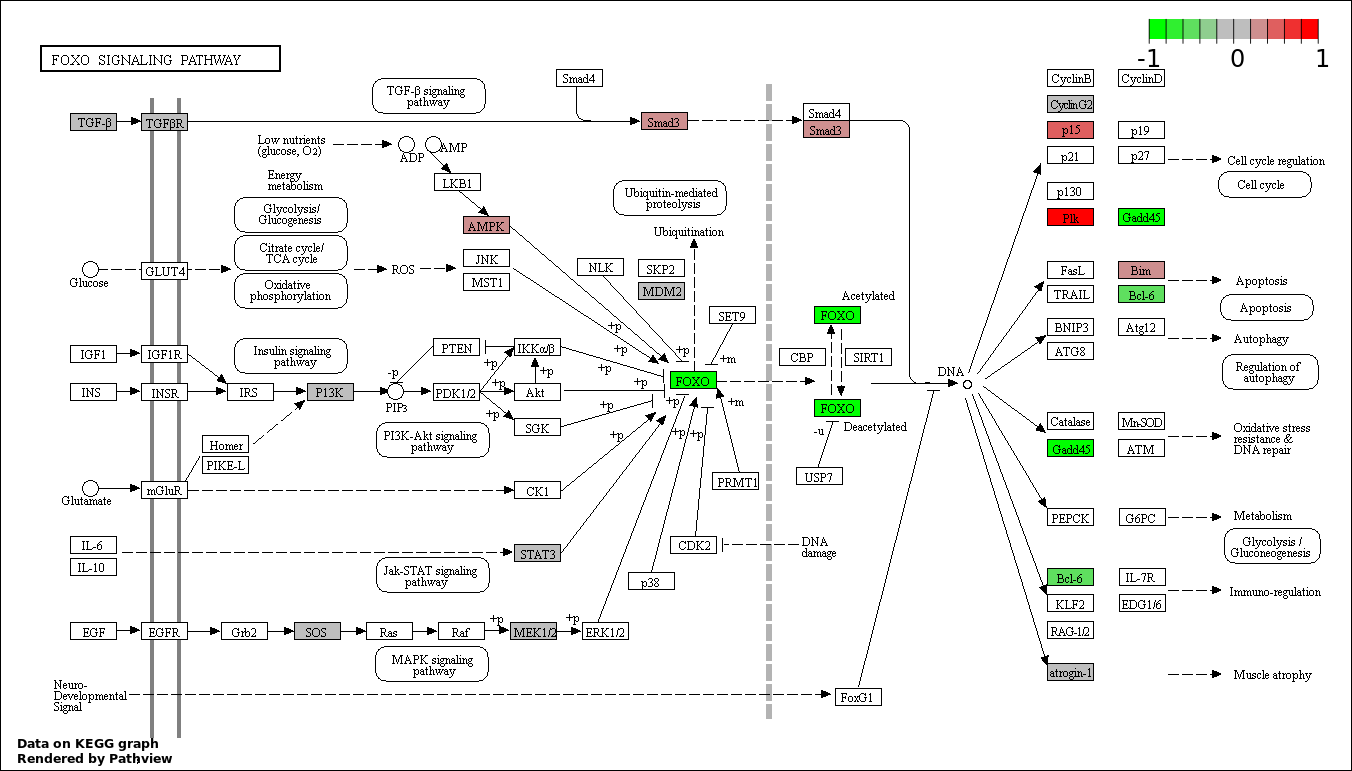 FOXO SIGNALING PATHWAY
-1 0 1
TGF-β signaling
pathway
Smad4
CyclinB
CyclinD
CyclinG2
TGF-β
TGFβR
Smad3
Smad4
Smad3
p15
p19
Low nutrients
(glucose, O2)
ADP
AMP
LKB1
p21
p27
Cell cycle regulation
Cell cycle
Energy
metabolism
Glycolysis/
Glucogenesis
AMPK
Ubiquitin-mediated
proteolysis
Ubiquitination
p130
Plk
Gadd45
Citrate cycle/
TCA cycle
Oxidative
phosphorylation
Glucose
GLUT4
ROS
JNK
MST1
NLK
SKP2
MDM2
FasL
Bim
Apoptosis
TRAIL
Bcl-6
Apoptosis
Acetylated
FOXO
SET9
BNIP3
Atg12
Autophagy
ATG8
Regulation of
autophagy
IGF1
IGF1R
Insulin signaling
pathway
PTEN
IKKα/β
+p
+p
+p
+m
CBP
SIRT1
-p
+p
+p
+p
+p
FOXO
DNA
INS
INSR
IRS
P13K
PIP3
PDK1/2
+p
Akt
+p
SGK
+p
+p
+p
+p
+p
+m
FOXO
-u
Deacetylated
Catalase
Mn-SOD
Oxidative stress
resistance &
DNA repair
Gadd45
ATM
Homer
PIKE-L
PI3K-Akt signaling
pathway
Glutamate
mGluR
CK1
PRMT1
USP7
PEPCK
G6PC
Metabolism
Glycolysis /
Gluconeogenesis
IL-6
IL-10
STAT3
Jak-STAT signaling
pathway
CDK2
DNA
damage
p38
Bcl-6
IL-7R
Immuno-regulation
KLF2
EDG1/6
RAG-1/2
EGF
EGFR
Grb2
SOS
Ras
Raf
+p
MEK1/2
+p
ERK1/2
MAPK signaling
pathway
atrogin-1
Muscle atrophy
Neuro-
Developmental
Signal
FoxG1
Data on KEGG graph
Rendered by Pathview